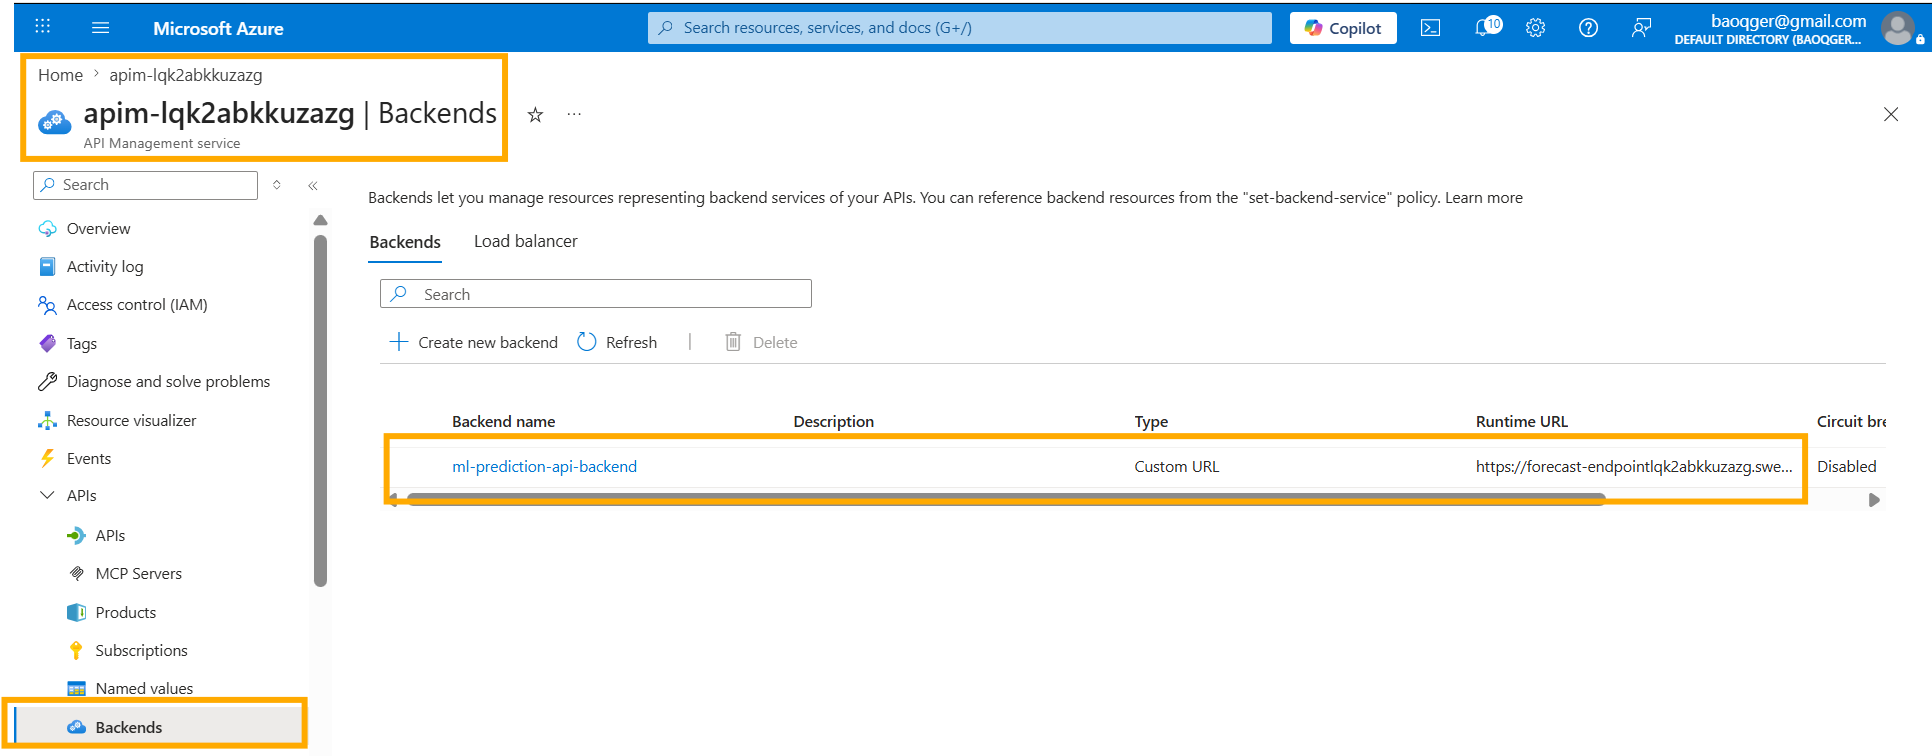 Microsoft Azure
Search resources, services, and docs (G+/)
Copilot
10
baoqger@gmail.com
DEFAULT DIRECTORY (BAOQGER...
Home > apim-lqk2abkkuzazg
apim-lqk2abkkuzazg | Backends
API Management service
Search
Overview
Activity log
Access control (IAM)
Tags
Diagnose and solve problems
Resource visualizer
Events
APIs
APIs
MCP Servers
Products
Subscriptions
Named values
Backends
Backends let you manage resources representing backend services of your APIs. You can reference backend resources from the "set-backend-service" policy. Learn more
Backends Load balancer
Search
Create new backend Refresh | Delete
Backend name Description Type Runtime URL Circuit bre
ml-prediction-api-backend Custom URL https://forecast-endpointlqk2abkkuzazg.swe... Disabled